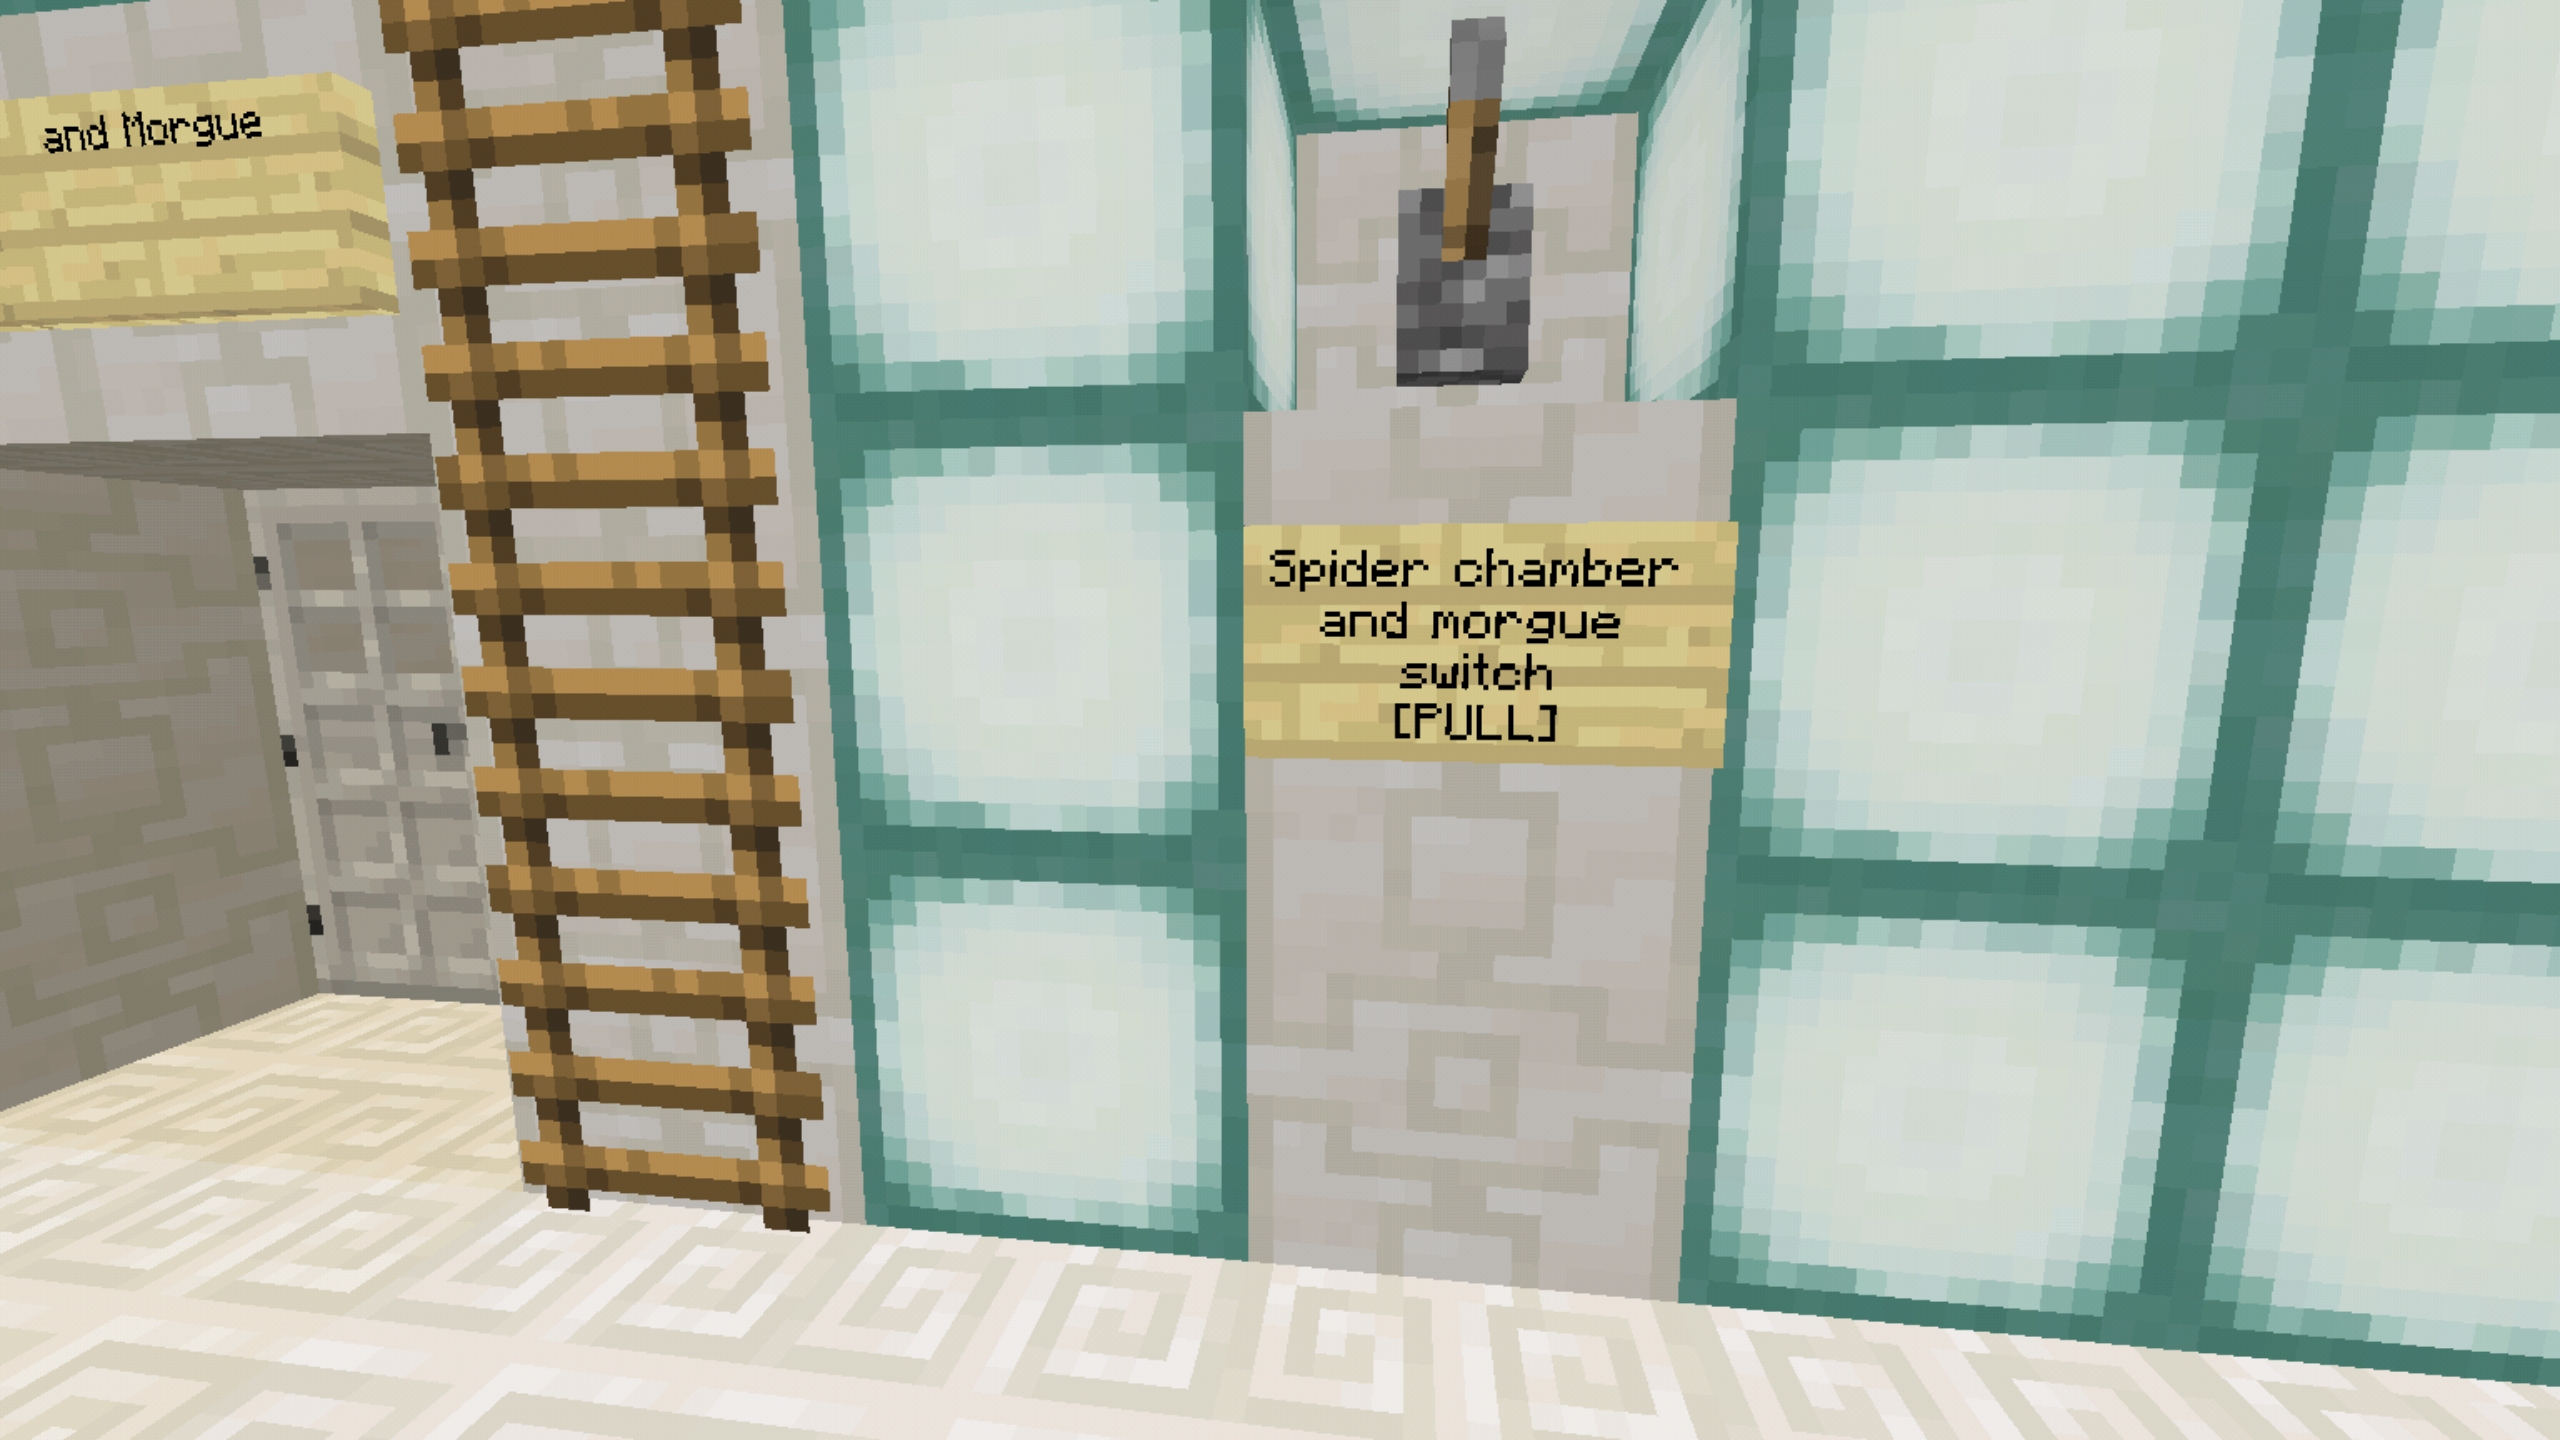 and Morgue
Spider chamber
and morgue
switch
[PULL]